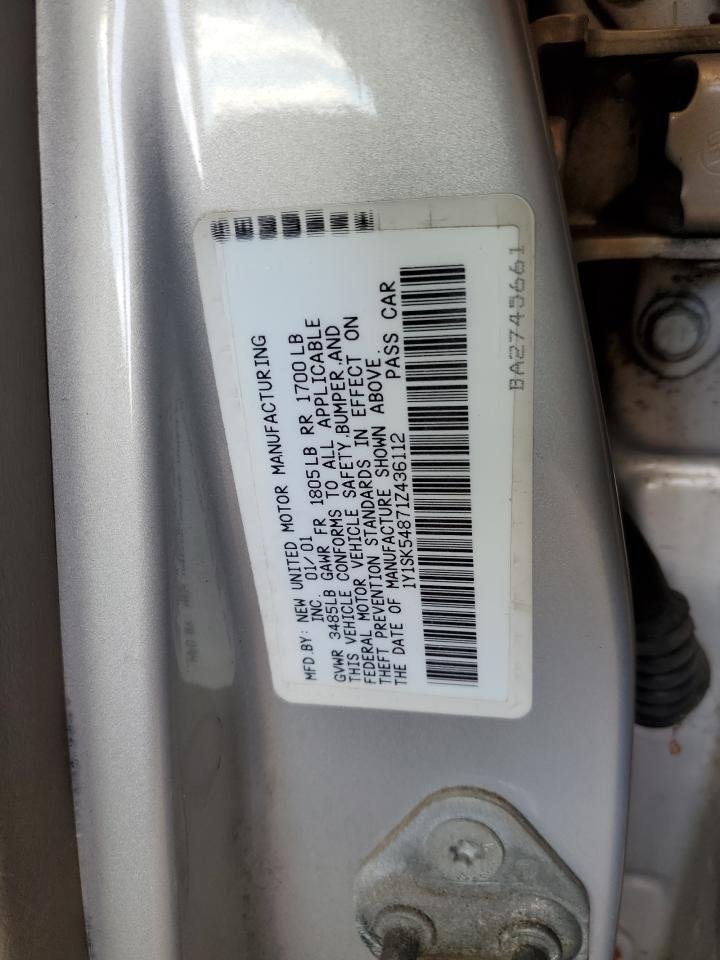 MFD.BY: NEW UNITED MOTOR MANUFACTURING
INC. 01/01
GVWR 3485LB GAWR FR 1805LB RR 1700LB
THIS VEHICLE CONFORMS TO ALL APPLICABLE
FEDERAL MOTOR VEHICLE SAFETY,BUMPER,AND
THEFT PREVENTION STANDARDS IN EFFECT ON
THE DATE OF MANUFACTURE SHOWN ABOVE.
1Y1SK54871Z436112 PASS CAR
BA2745661